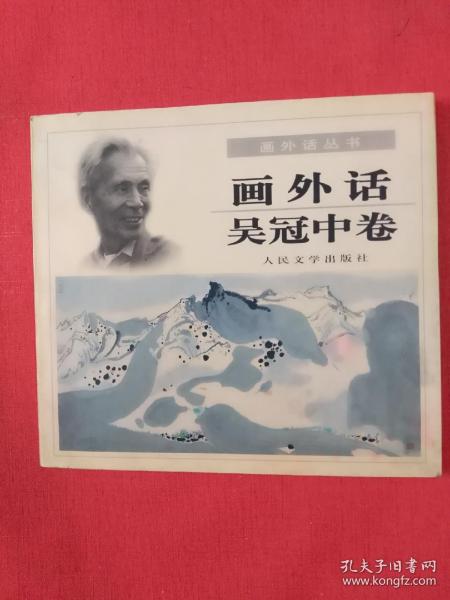 画外话丛书
画外话
吴冠中卷
人民文学出版社
孔夫子旧书网
www.kongfz.com